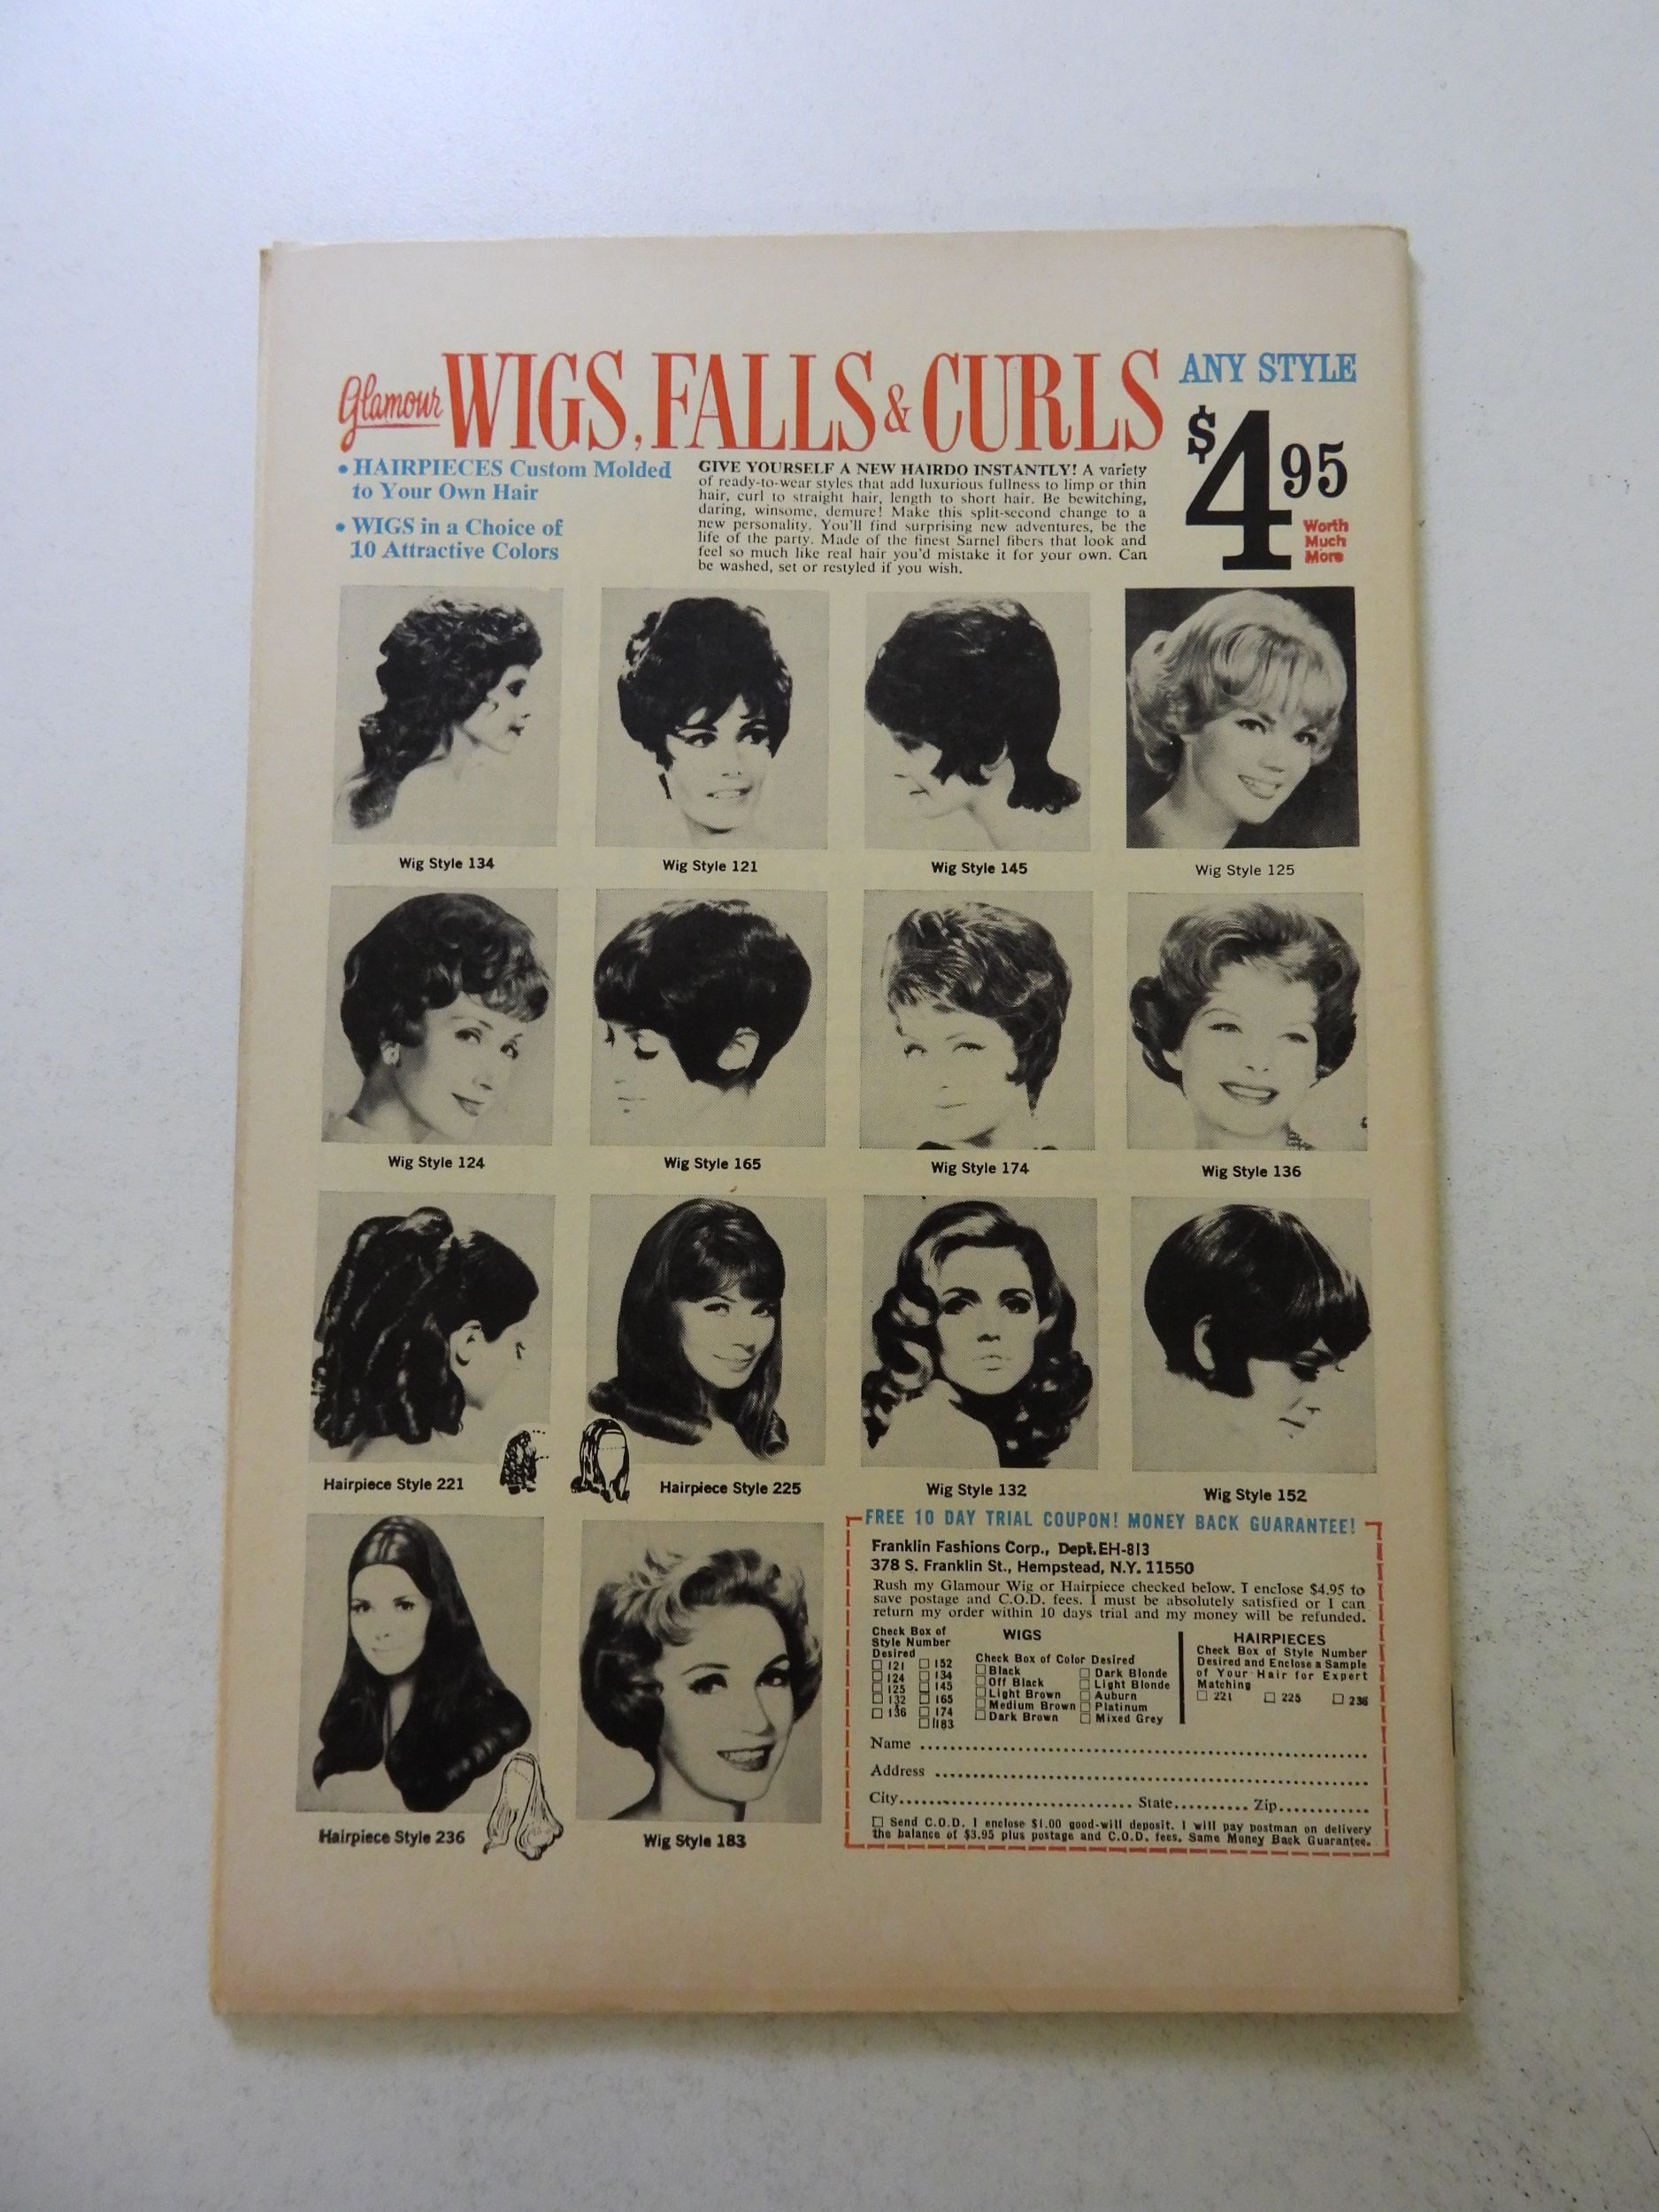 Glamour WIGS, FALLS & CURLS
ANY STYLE
$4.95
Worth
Much
More
• HAIRPIECES Custom Molded
to Your Own Hair
• WIGS in a Choice of
10 Attractive Colors
GIVE YOURSELF A NEW HAIRDO INSTANTLY! A variety
of ready-to-wear styles that add luxurious fullness to limp or thin
hair, curl to straight hair, length to short hair. Be bewitching,
daring, winsome, demure! Make this split-second change to a
new personality. You'll find surprising new adventures, be the
life of the party. Made of the finest Sarnel fibers that look and
feel so much like real hair you'd mistake it for your own. Can
be washed, set or restyled if you wish.
Wig Style 134
Wig Style 121
Wig Style 145
Wig Style 125
Wig Style 124
Wig Style 165
Wig Style 174
Wig Style 136
Hairpiece Style 221
Hairpiece Style 225
Wig Style 132
Wig Style 152
Hairpiece Style 236
Wig Style 183
FREE 10 DAY TRIAL COUPON! MONEY BACK GUARANTEE!
Franklin Fashions Corp., Dept. EH-813
378 S. Franklin St., Hempstead, N.Y. 11550
Rush my Glamour Wig or Hairpiece checked below. I enclose $4.95 to
save postage and C.O.D. fees. I must be absolutely satisfied or I can
return my order within 10 days trial and my money will be refunded.
Check Box of
Style Number
Desired
□ 121 □ 152
□ 124 □ 134
□ 125 □ 145
□ 132 □ 165
□ 136 □ 174
□ 183
WIGS
Check Box of Color Desired
□ Black □ Dark Blonde
□ Off Black □ Light Blonde
□ Light Brown □ Auburn
□ Medium Brown □ Platinum
□ Dark Brown □ Mixed Grey
HAIRPIECES
Check Box of Style Number
Desired and Enclose a Sample
of Your Hair for Expert
Matching
□ 221 □ 225 □ 236
Name
Address
City State Zip
□ Send C.O.D. I enclose $1.00 good-will deposit. I will pay postman on delivery
the balance of $3.95 plus postage and C.O.D. fees. Same Money Back Guarantee.